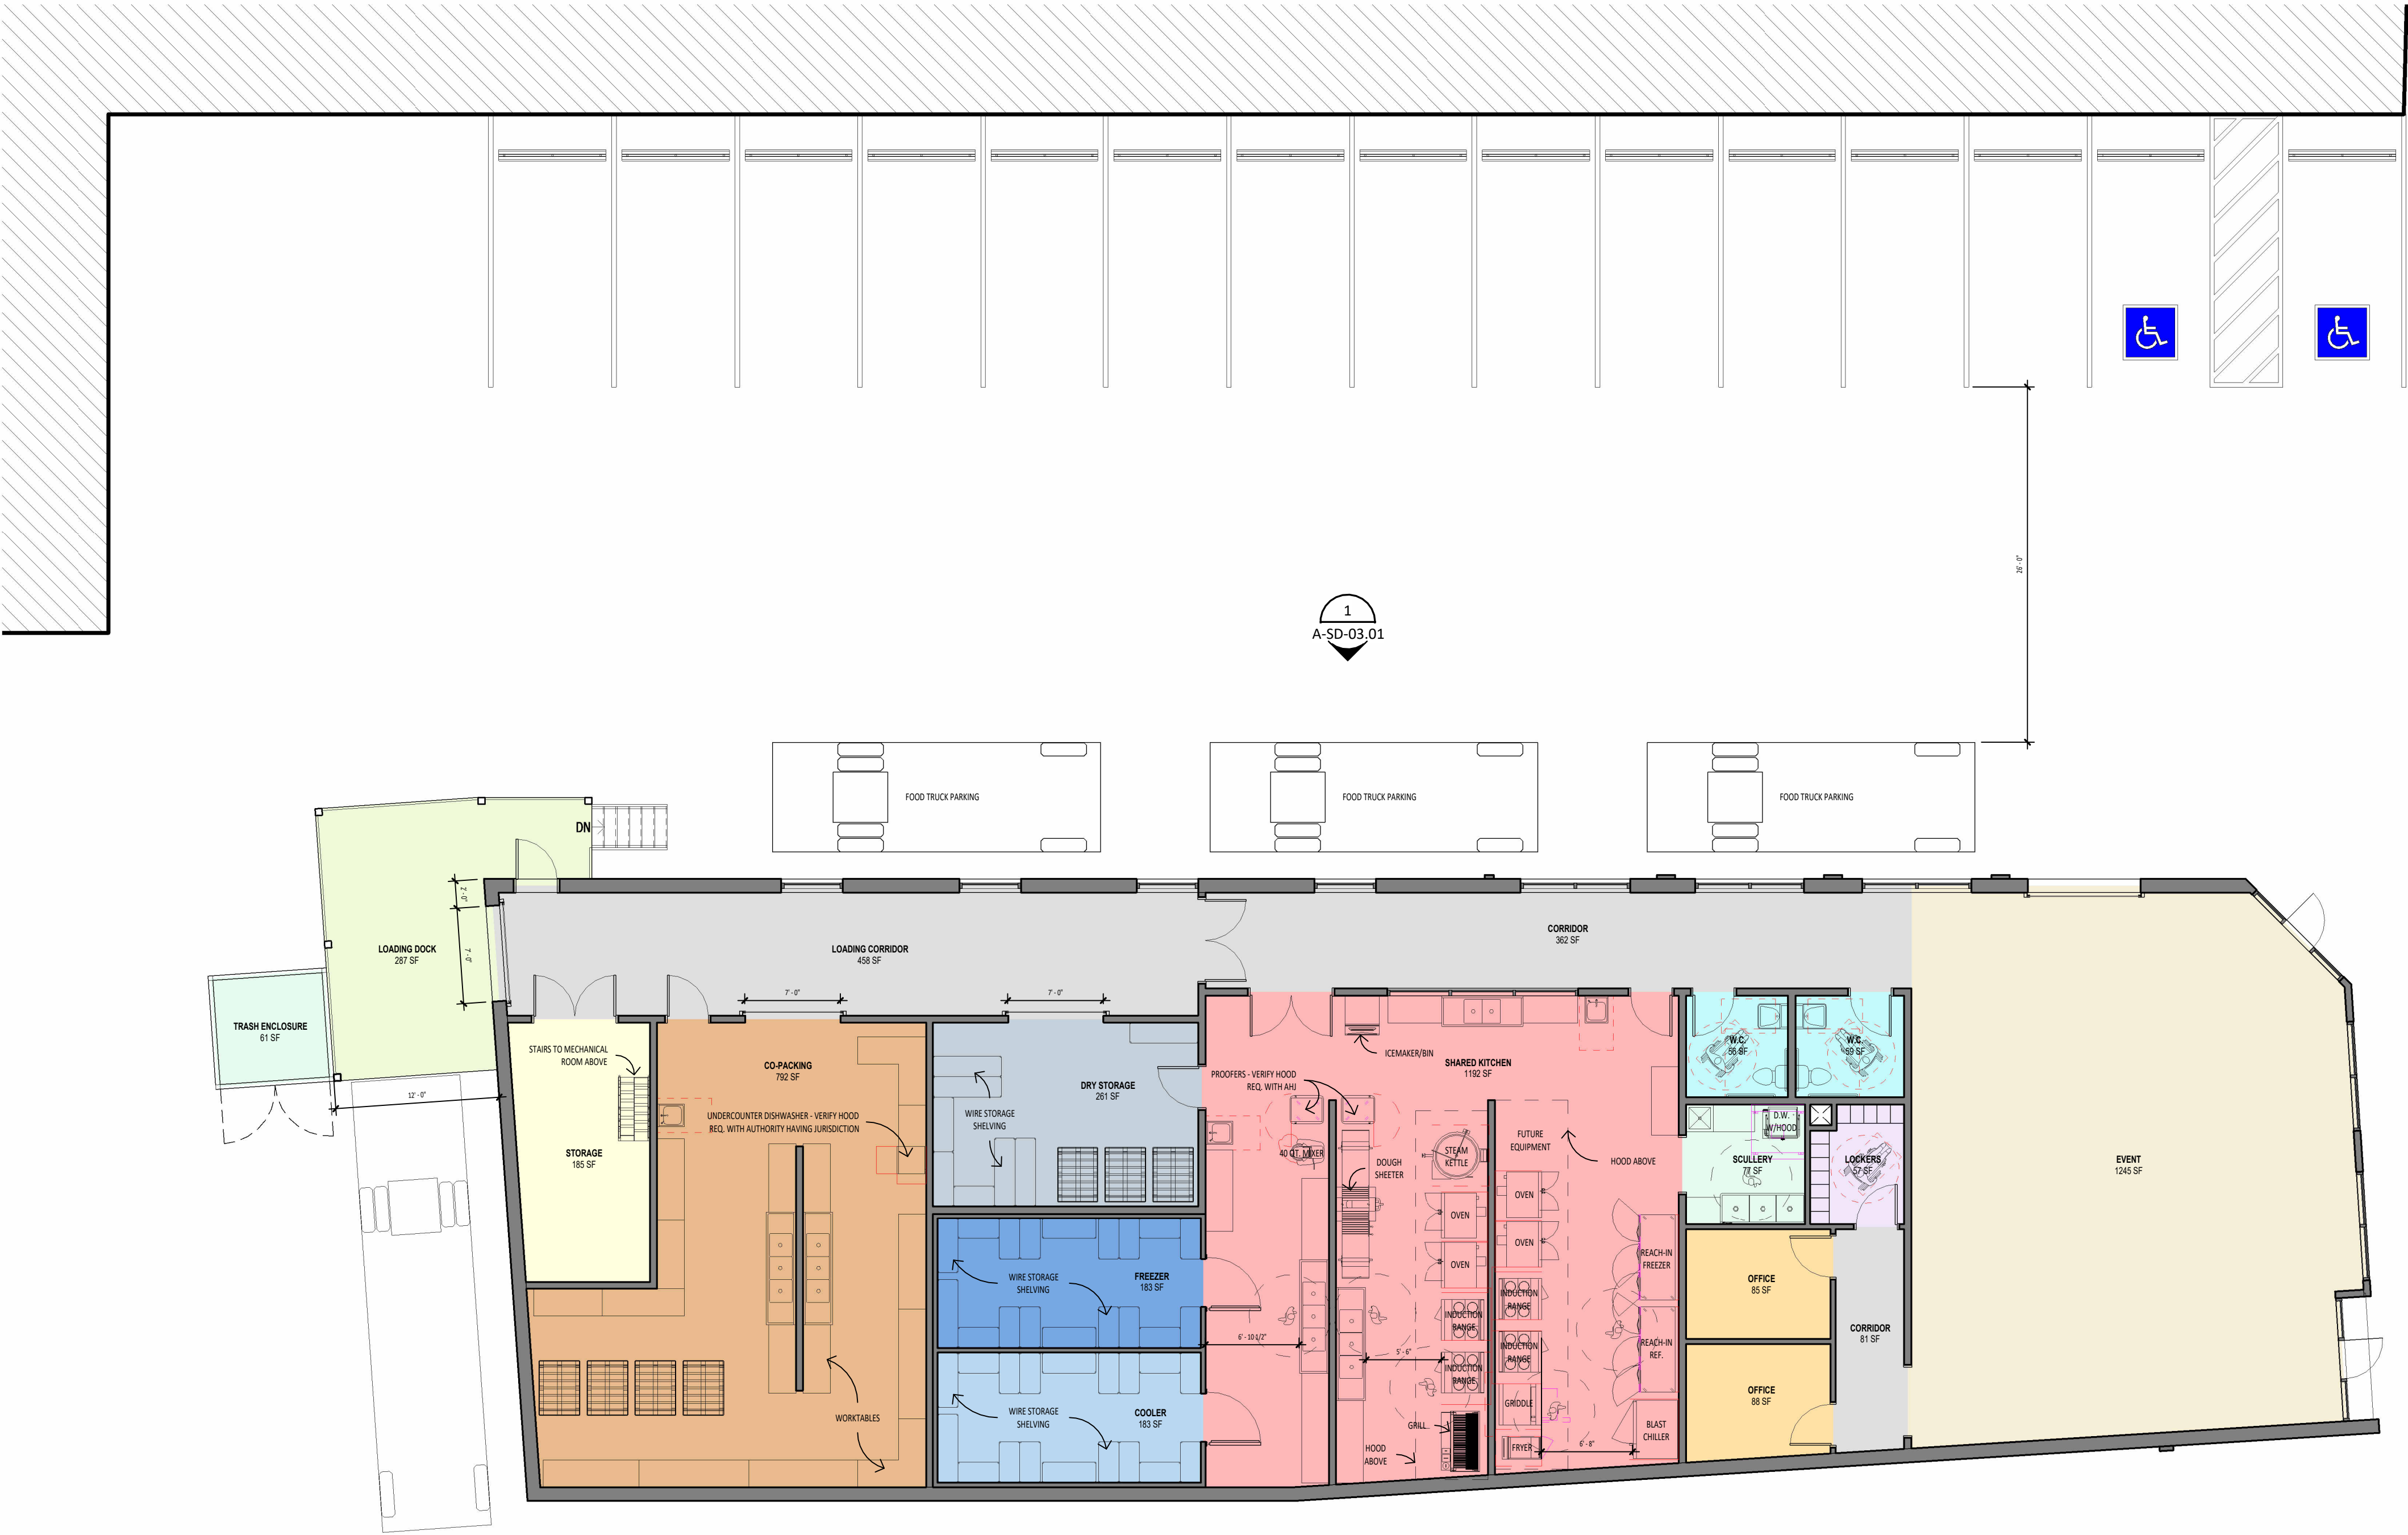 26' - 0"
1
A-SD-03.01
FOOD TRUCK PARKING
FOOD TRUCK PARKING
FOOD TRUCK PARKING
DN
2' - 0"
7' - 0"
LOADING DOCK
287 SF
LOADING CORRIDOR
458 SF
CORRIDOR
362 SF
7' - 0"
7' - 0"
TRASH ENCLOSURE
61 SF
12' - 0"
STAIRS TO MECHANICAL
ROOM ABOVE
STORAGE
185 SF
CO-PACKING
792 SF
UNDERCOUNTER DISHWASHER - VERIFY HOOD
REQ. WITH AUTHORITY HAVING JURISDICTION
WORKTABLES
DRY STORAGE
261 SF
WIRE STORAGE
SHELVING
WIRE STORAGE
SHELVING
FREEZER
183 SF
WIRE STORAGE
SHELVING
COOLER
183 SF
ICEMAKER/BIN
PROOFERS - VERIFY HOOD
REQ. WITH AHJ
SHARED KITCHEN
1192 SF
40 QT. MIXER
DOUGH
SHEETER
STEAM
KETTLE
FUTURE
EQUIPMENT
HOOD ABOVE
OVEN
OVEN
OVEN
OVEN
INDUCTION
RANGE
INDUCTION
RANGE
INDUCTION
RANGE
INDUCTION
RANGE
6' - 10 1/2"
5' - 6"
GRILL
HOOD
ABOVE
GRIDDLE
FRYER
6' - 8"
REACH-IN
FREEZER
REACH-IN
REF.
BLAST
CHILLER
W.C.
56 SF
W.C.
59 SF
D.W. -
W/HOOD
SCULLERY
77 SF
LOCKERS
57 SF
OFFICE
85 SF
OFFICE
88 SF
CORRIDOR
81 SF
EVENT
1245 SF